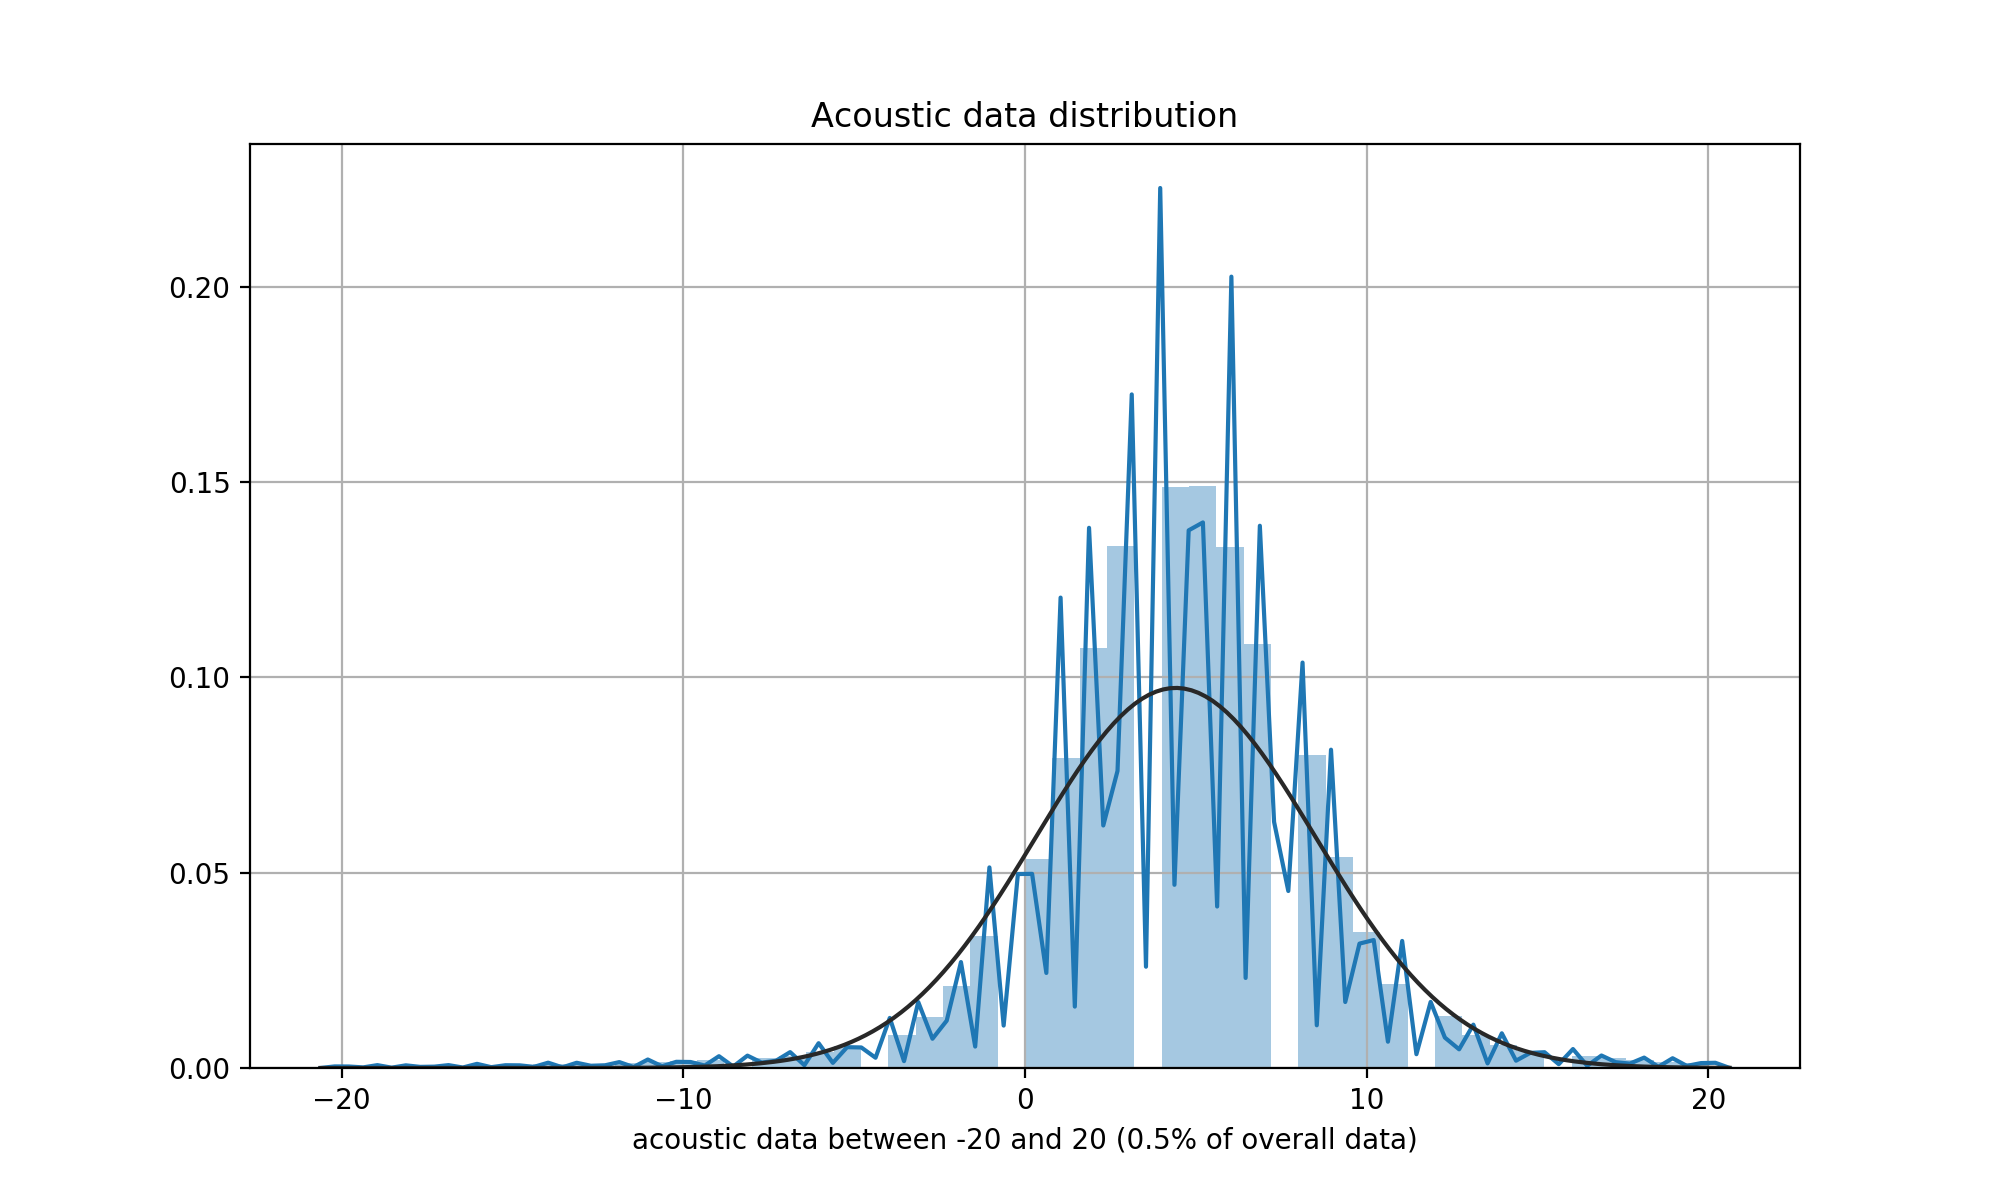 Acoustic data distribution
0.20
0.15
0.10
0.05
0.00
−20 −10 0 10 20
acoustic data between -20 and 20 (0.5% of overall data)